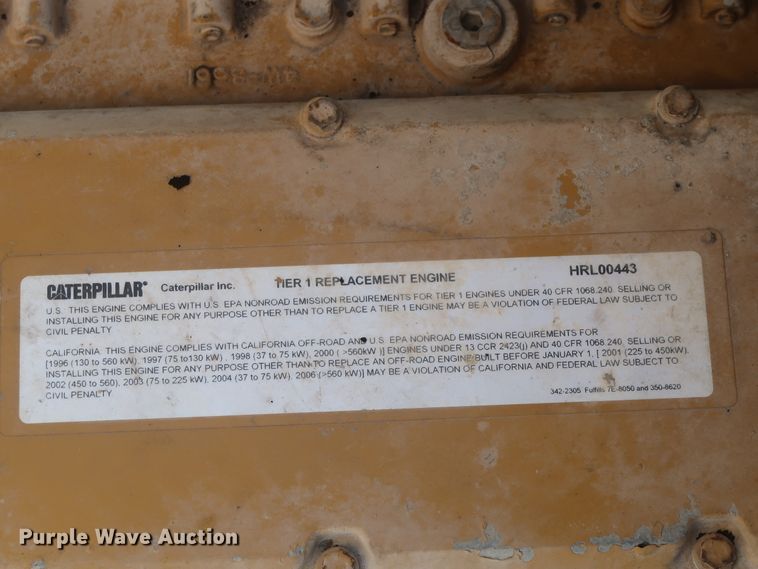 CATERPILLAR® Caterpillar Inc. TIER 1 REPLACEMENT ENGINE HRL00443
U.S. THIS ENGINE COMPLIES WITH U.S. EPA NONROAD EMISSION REQUIREMENTS FOR TIER 1 ENGINES UNDER 40 CFR 1068.240. SELLING OR
INSTALLING THIS ENGINE FOR ANY PURPOSE OTHER THAN TO REPLACE A TIER 1 ENGINE MAY BE A VIOLATION OF FEDERAL LAW SUBJECT TO
CIVIL PENALTY
CALIFORNIA THIS ENGINE COMPLIES WITH CALIFORNIA OFF-ROAD AND U.S. EPA NONROAD EMISSION REQUIREMENTS FOR
[1996 (130 to 560 kW), 1997 (75 to130 kW) , 1998 (37 to 75 kW), 2000 ( >560kW )] ENGINES UNDER 13 CCR 2423(j) AND 40 CFR 1068.240. SELLING OR
INSTALLING THIS ENGINE FOR ANY PURPOSE OTHER THAN TO REPLACE AN OFF-ROAD ENGINE BUILT BEFORE JANUARY 1, [ 2001 (225 to 450kW),
2002 (450 to 560), 2003 (75 to 225 kW), 2004 (37 to 75 kW), 2006 (>560 kW)] MAY BE A VIOLATION OF CALIFORNIA AND FEDERAL LAW SUBJECT TO
CIVIL PENALTY
342-2305 Fulfills 7E-8050 and 350-8620
Purple Wave Auction